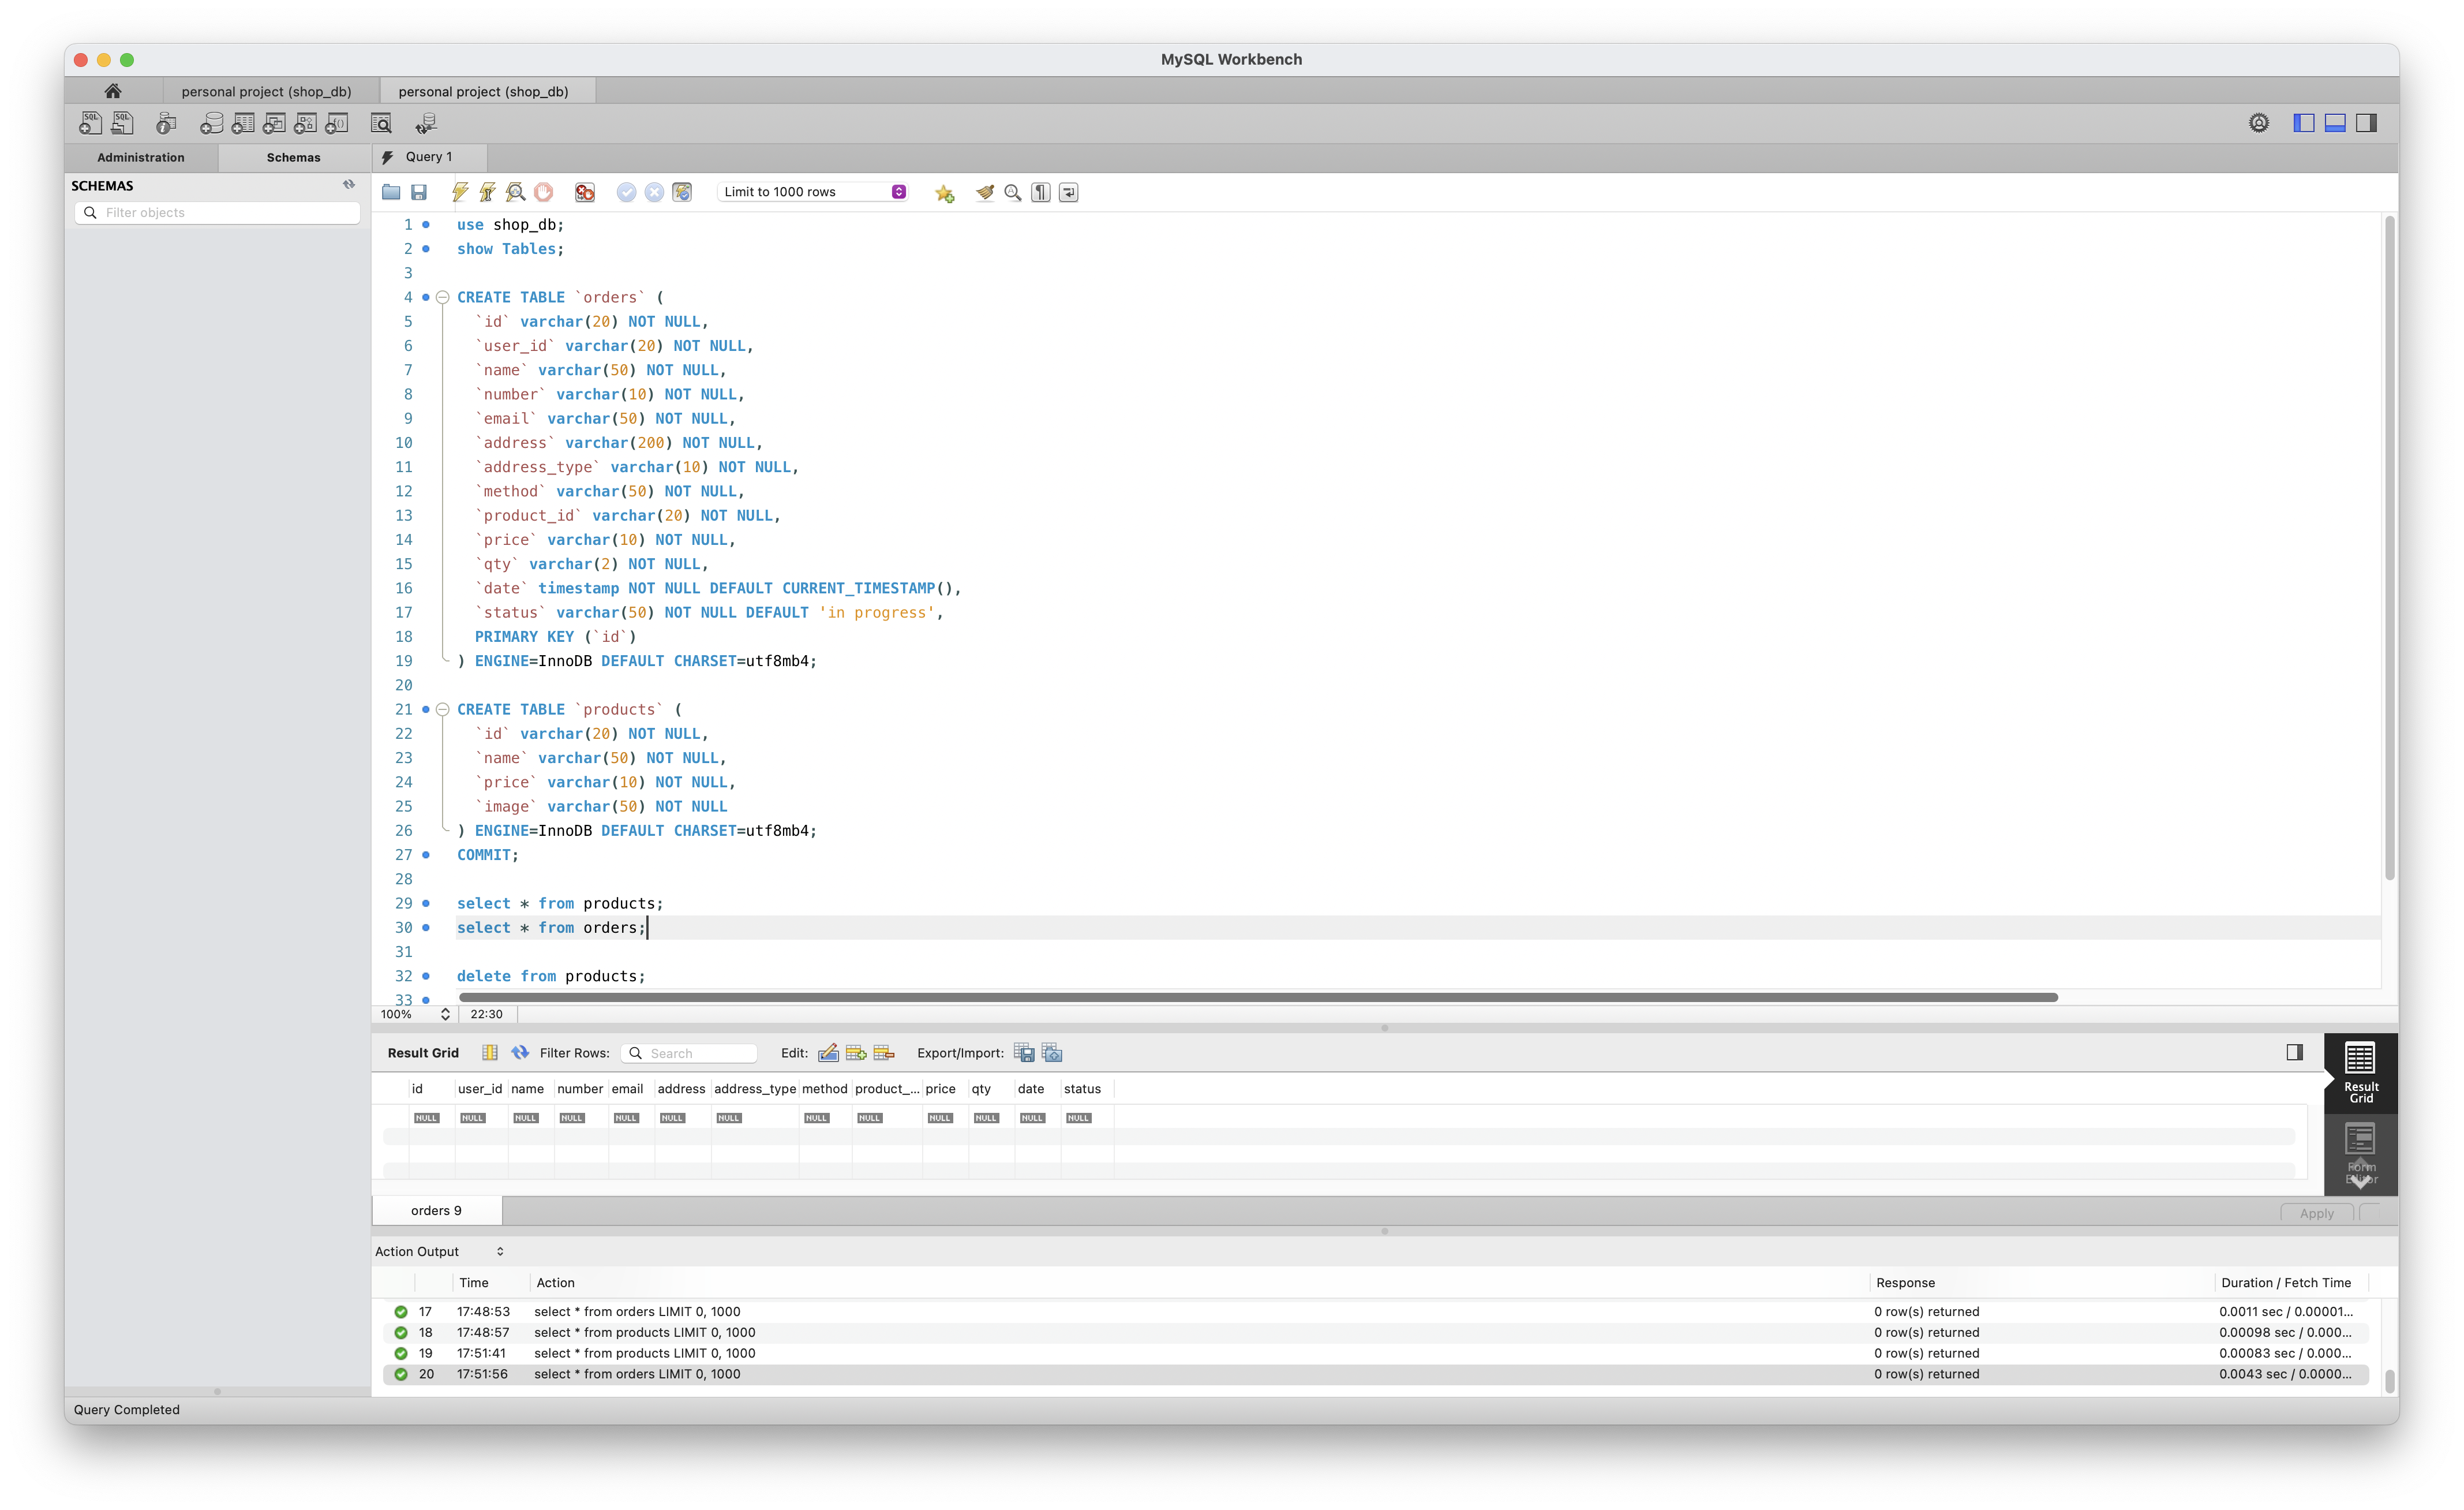 MySQL Workbench
personal project (shop_db)
personal project (shop_db)
Administration
Schemas
Query 1
SCHEMAS
Filter objects
Limit to 1000 rows
1 use shop_db;
2 show Tables;
3
4 CREATE TABLE `orders` (
5 `id` varchar(20) NOT NULL,
6 `user_id` varchar(20) NOT NULL,
7 `name` varchar(50) NOT NULL,
8 `number` varchar(10) NOT NULL,
9 `email` varchar(50) NOT NULL,
10 `address` varchar(200) NOT NULL,
11 `address_type` varchar(10) NOT NULL,
12 `method` varchar(50) NOT NULL,
13 `product_id` varchar(20) NOT NULL,
14 `price` varchar(10) NOT NULL,
15 `qty` varchar(2) NOT NULL,
16 `date` timestamp NOT NULL DEFAULT CURRENT_TIMESTAMP(),
17 `status` varchar(50) NOT NULL DEFAULT 'in progress',
18 PRIMARY KEY (`id`)
19 ) ENGINE=InnoDB DEFAULT CHARSET=utf8mb4;
20
21 CREATE TABLE `products` (
22 `id` varchar(20) NOT NULL,
23 `name` varchar(50) NOT NULL,
24 `price` varchar(10) NOT NULL,
25 `image` varchar(50) NOT NULL
26 ) ENGINE=InnoDB DEFAULT CHARSET=utf8mb4;
27 COMMIT;
28
29 select * from products;
30 select * from orders;
31
32 delete from products;
33
100% 22:30
Result Grid Filter Rows: Search Edit: Export/Import:
id user_id name number email address address_type method product_... price qty date status
NULL NULL NULL NULL NULL NULL NULL NULL NULL NULL NULL NULL NULL
Result
Grid
Form
Editor
orders 9
Apply
Action Output
Time Action Response Duration / Fetch Time
17 17:48:53 select * from orders LIMIT 0, 1000 0 row(s) returned 0.0011 sec / 0.00001...
18 17:48:57 select * from products LIMIT 0, 1000 0 row(s) returned 0.00098 sec / 0.000...
19 17:51:41 select * from products LIMIT 0, 1000 0 row(s) returned 0.00083 sec / 0.000...
20 17:51:56 select * from orders LIMIT 0, 1000 0 row(s) returned 0.0043 sec / 0.0000...
Query Completed